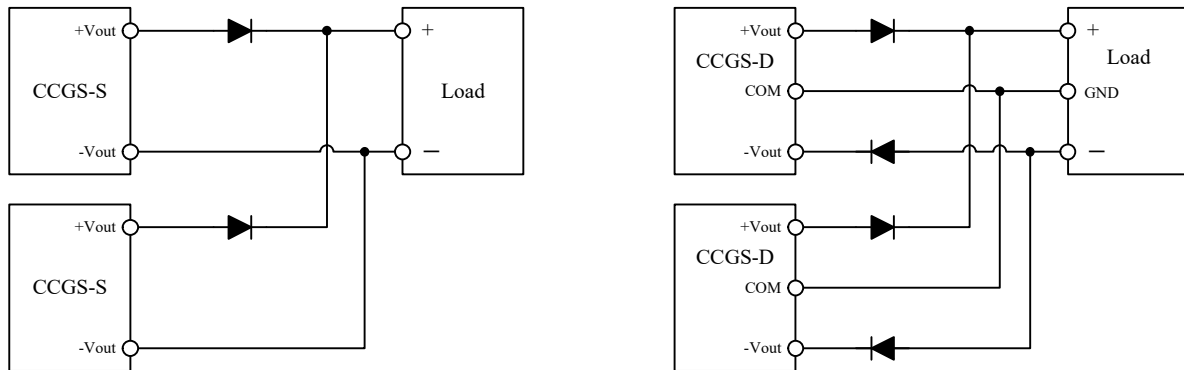 +Vout
+
CCGS-S
Load
-Vout
−
+Vout
CCGS-S
-Vout
+Vout
+
CCGS-D
Load
COM
GND
-Vout
−
+Vout
CCGS-D
COM
-Vout